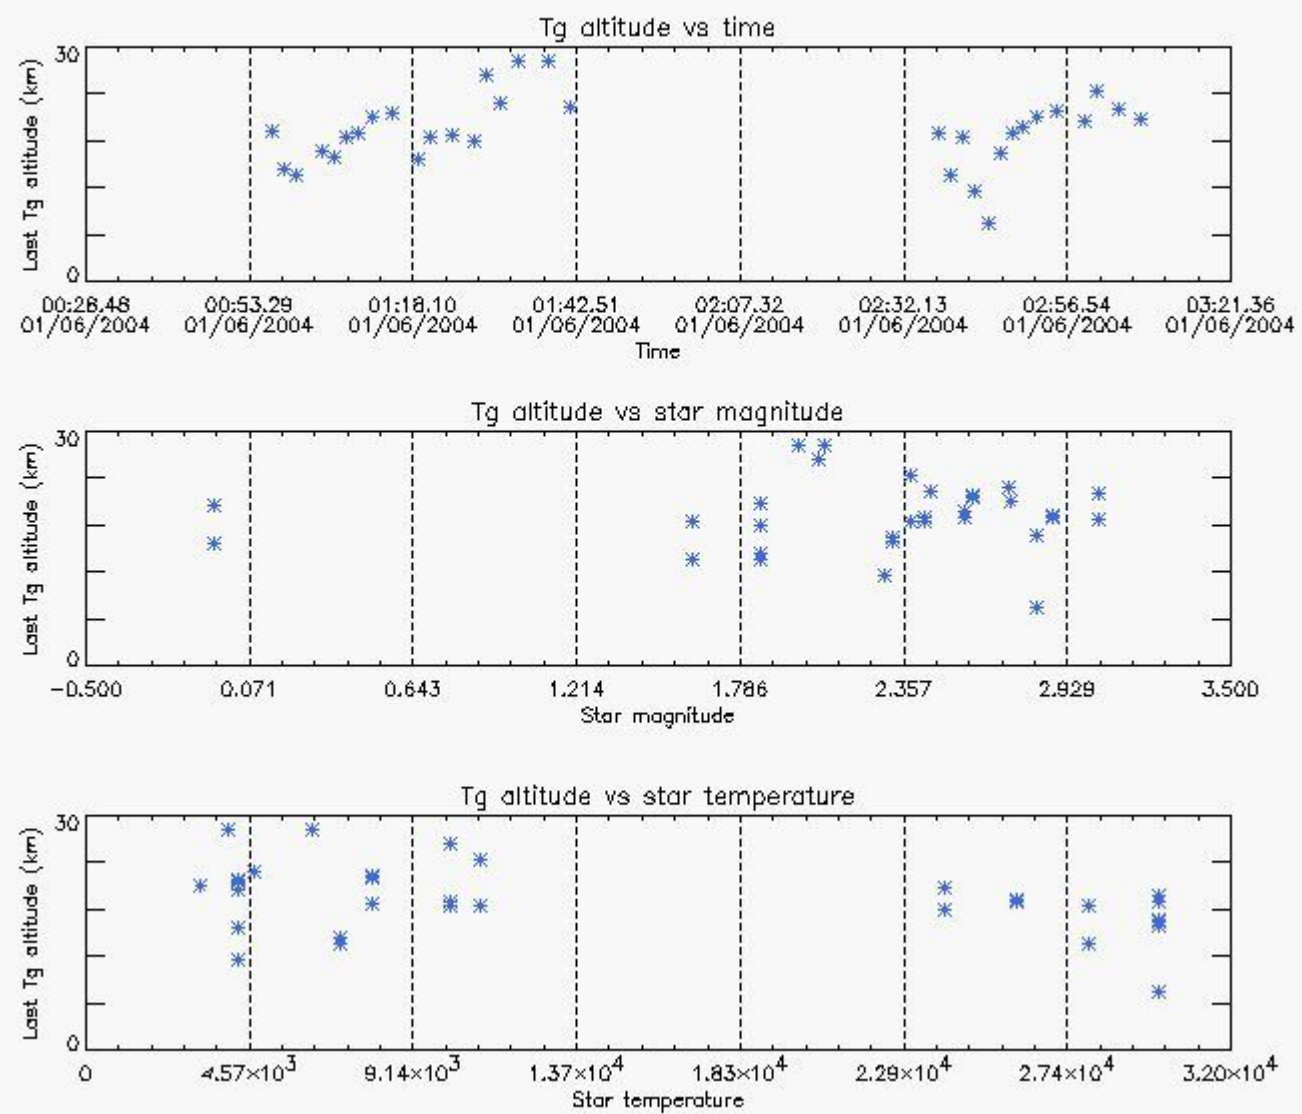 Tg altitude vs time
30
Last Tg altitude (km)
0
00:28.48 00:53.29 01:18.10 01:42.51 02:07.32 02:32.13 02:56.54 03:21.36
01/06/2004 01/06/2004 01/06/2004 01/06/2004 01/06/2004 01/06/2004 01/06/2004 01/06/2004
Time
Tg altitude vs star magnitude
30
Last Tg altitude (km)
0
-0.500 0.071 0.643 1.214 1.786 2.357 2.929 3.500
Star magnitude
Tg altitude vs star temperature
30
Last Tg altitude (km)
0
0 4.57×10³ 9.14×10³ 1.37×10⁴ 1.83×10⁴ 2.29×10⁴ 2.74×10⁴ 3.20×10⁴
Star temperature